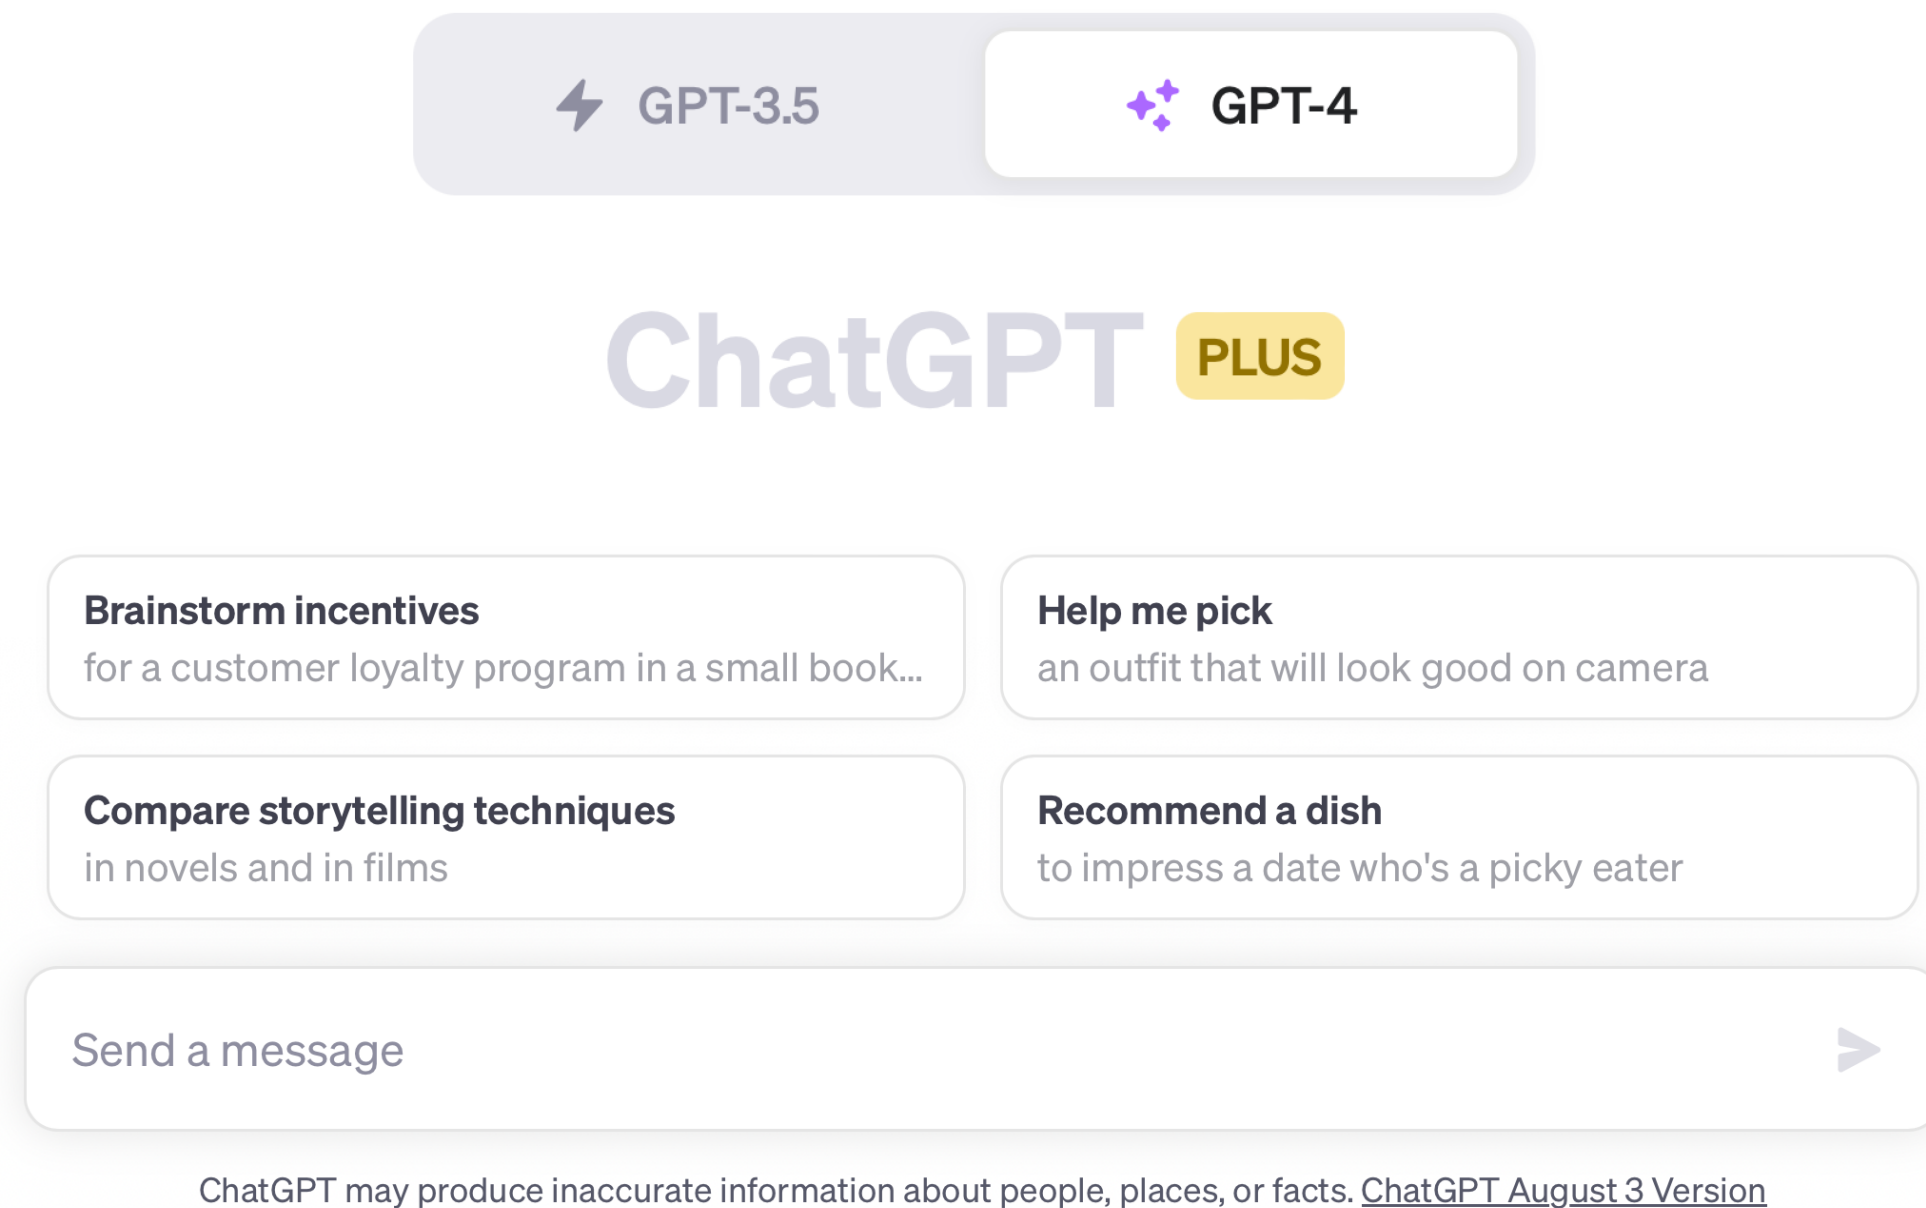 GPT-3.5
GPT-4
ChatGPT PLUS
Brainstorm incentives
for a customer loyalty program in a small book...
Help me pick
an outfit that will look good on camera
Compare storytelling techniques
in novels and in films
Recommend a dish
to impress a date who's a picky eater
Send a message
ChatGPT may produce inaccurate information about people, places, or facts. ChatGPT August 3 Version